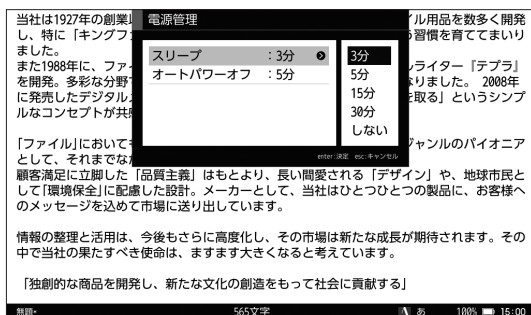 当社は1927年の創業
電源管理
イル用品を数多く開発
し、特に「キングフ
う習慣を育ててまいり
ました。
スリープ :3分
3分
また1988年に、ファ
ルライター『テプラ』
オートパワーオフ :5分
5分
を開発。多彩な分野
なりました。 2008年
15分
に発売したデジタル
を取る」というシンプ
30分
ルなコンセプトが共
しない
「ファイル」において
ジャンルのパイオニア
enter:決定 esc:キャンセル
として、それまでな
顧客満足に立脚した「品質主義」はもとより、長い間愛される「デザイン」や、地球市民と
して「環境保全」に配慮した設計。メーカーとして、当社はひとつひとつの製品に、お客様へ
のメッセージを込めて市場に送り出しています。
情報の整理と活用は、今後もさらに高度化し、その市場は新たな成長が期待されます。その
中で当社の果たすべき使命は、ますます大きくなると考えています。
「独創的な商品を開発し、新たな文化の創造をもって社会に貢献する」
無題* 565文字 A あ 100% 15:00